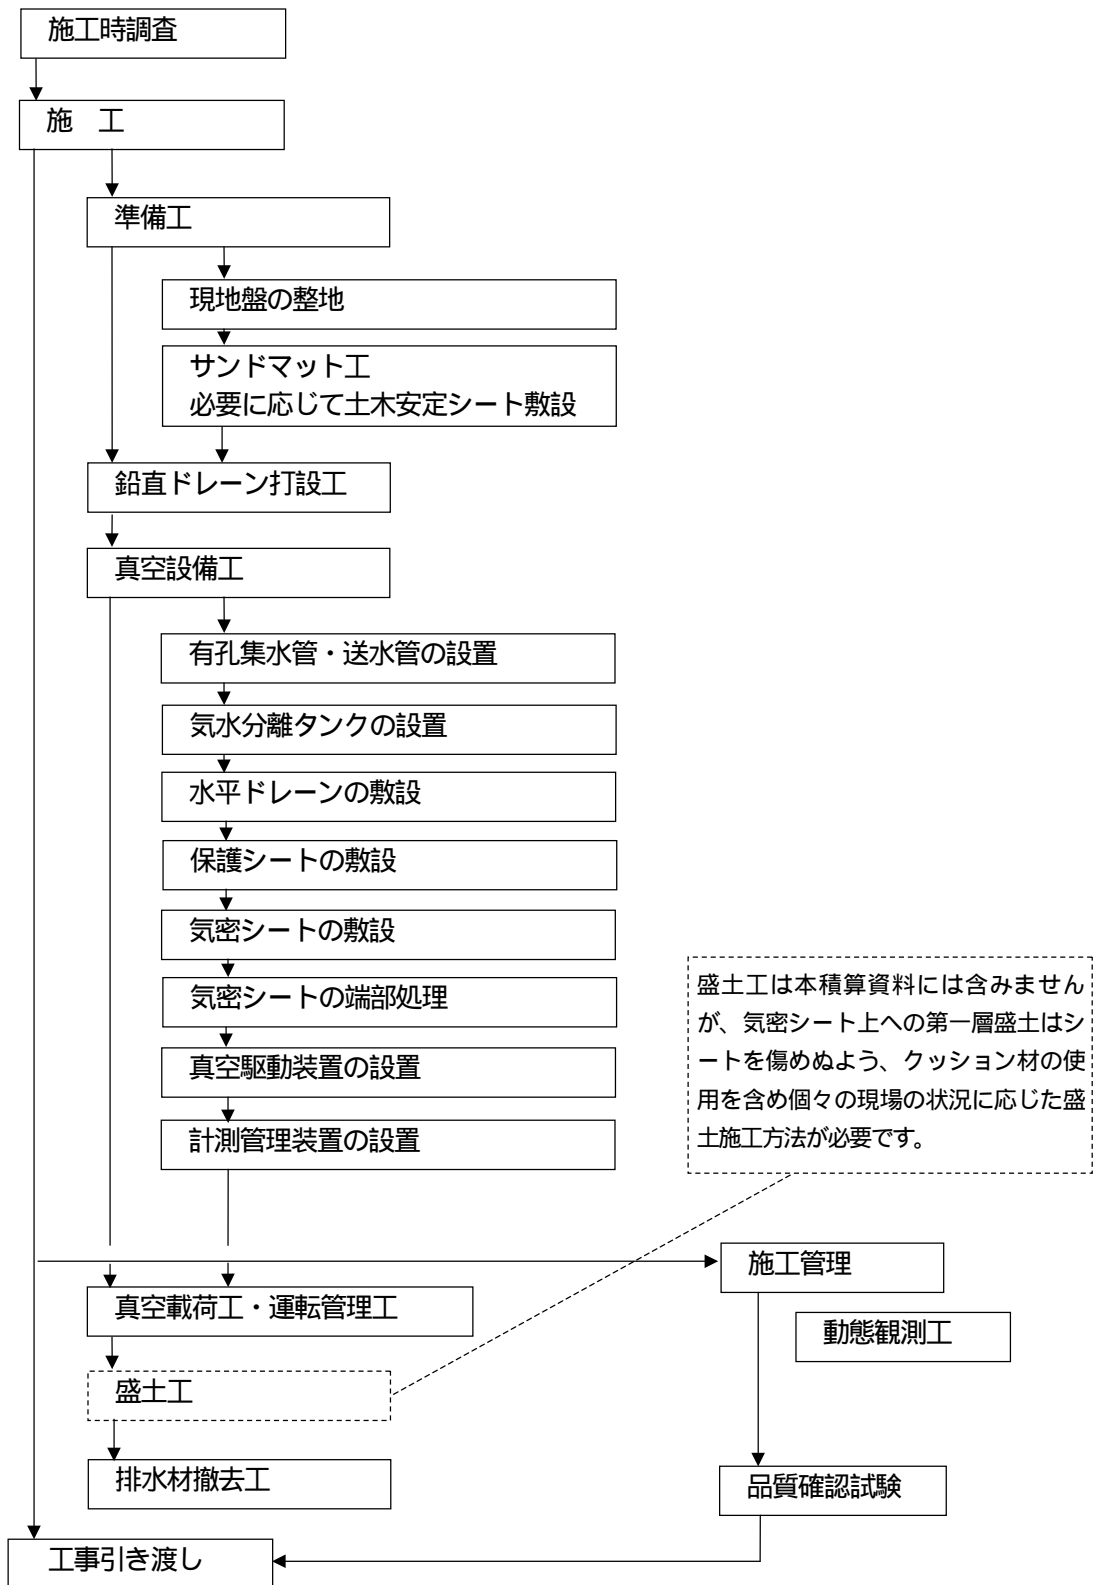 施工時調査
施　工
準備工
現地盤の整地
サンドマット工
必要に応じて土木安定シート敷設
鉛直ドレーン打設工
真空設備工
有孔集水管・送水管の設置
気水分離タンクの設置
水平ドレーンの敷設
保護シートの敷設
気密シートの敷設
気密シートの端部処理
真空駆動装置の設置
計測管理装置の設置
盛土工は本積算資料には含みません
が、気密シート上への第一層盛土はシ
ートを傷めぬよう、クッション材の使
用を含め個々の現場の状況に応じた盛
土施工方法が必要です。
施工管理
真空載荷工・運転管理工
動態観測工
盛土工
排水材撤去工
品質確認試験
工事引き渡し